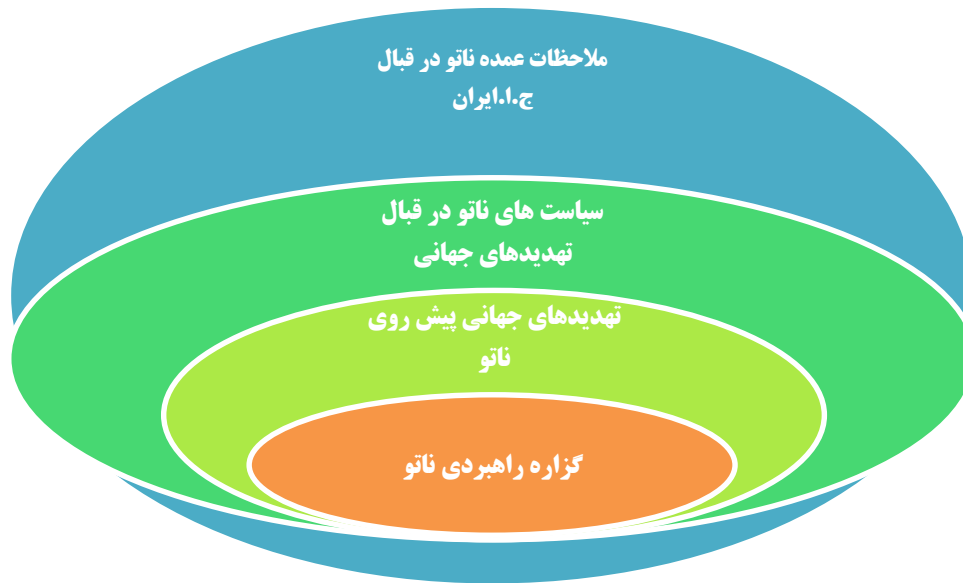 ملاحظات عمده ناتو در قبال
ج.ا.ایران
سیاست های ناتو در قبال
تهدیدهای جهانی
تهدیدهای جهانی پیش روی
ناتو
گزاره راهبردی ناتو